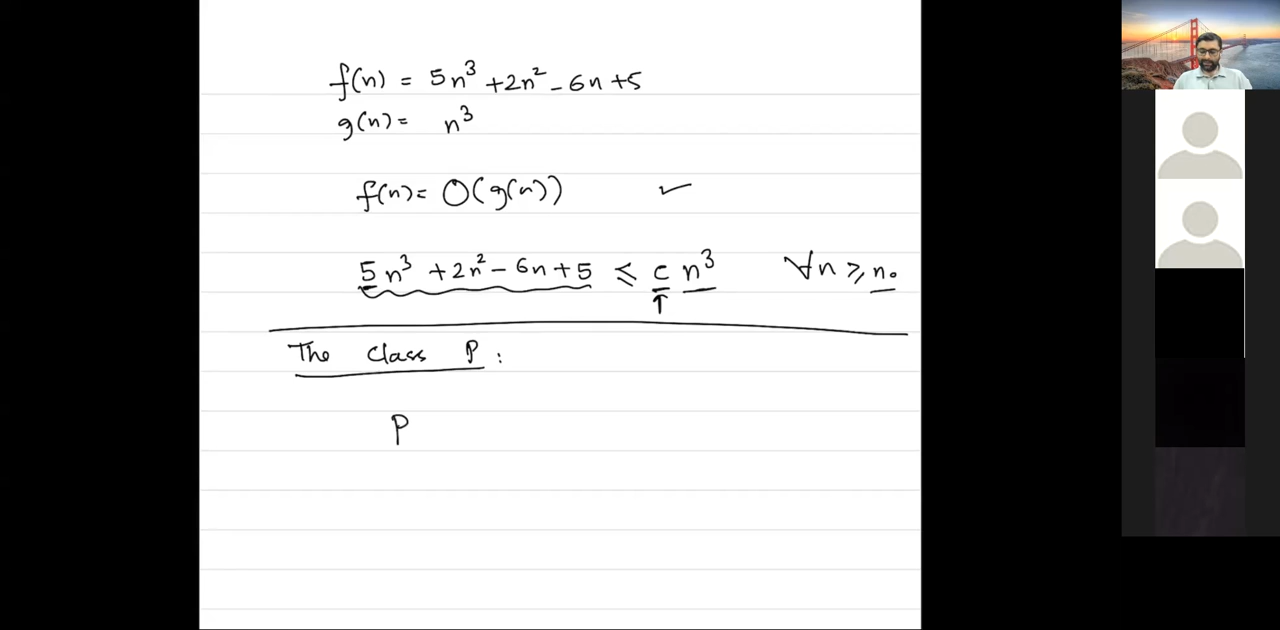 f(n) = 5n³ + 2n² - 6n + 5
g(n) = n³
f(n) = O(g(n)) ✓
5n³ + 2n² - 6n + 5 ≤ c n³ ∀n ≥ n₀
↑
The Class P :
P